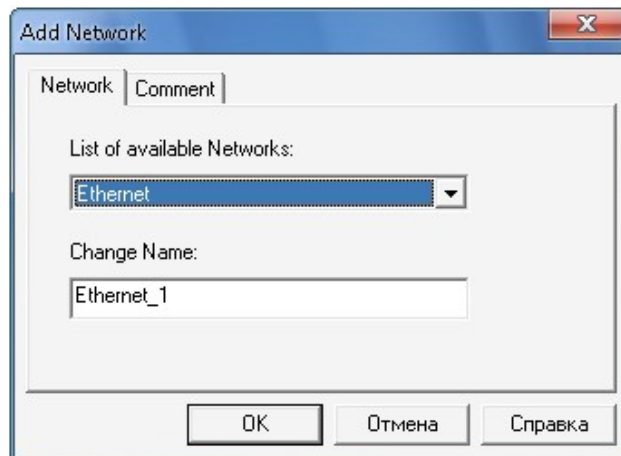 Add Network
Network Comment
List of available Networks:
Ethernet
Change Name:
Ethernet_1
OK Отмена Справка